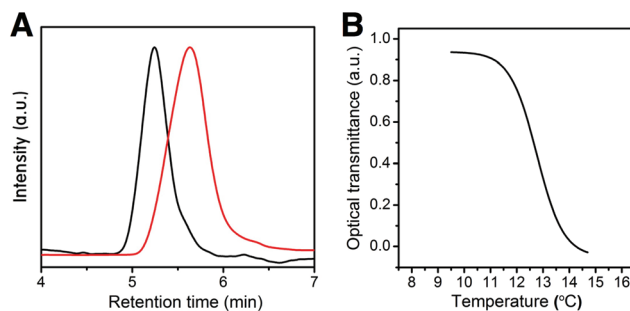 A
Intensity (a.u.)
4 5 6 7
Retention time (min)
B
Optical transmittance (a.u.)
1.0
0.8
0.6
0.4
0.2
0.0
8 9 10 11 12 13 14 15 16
Temperature (ºC)